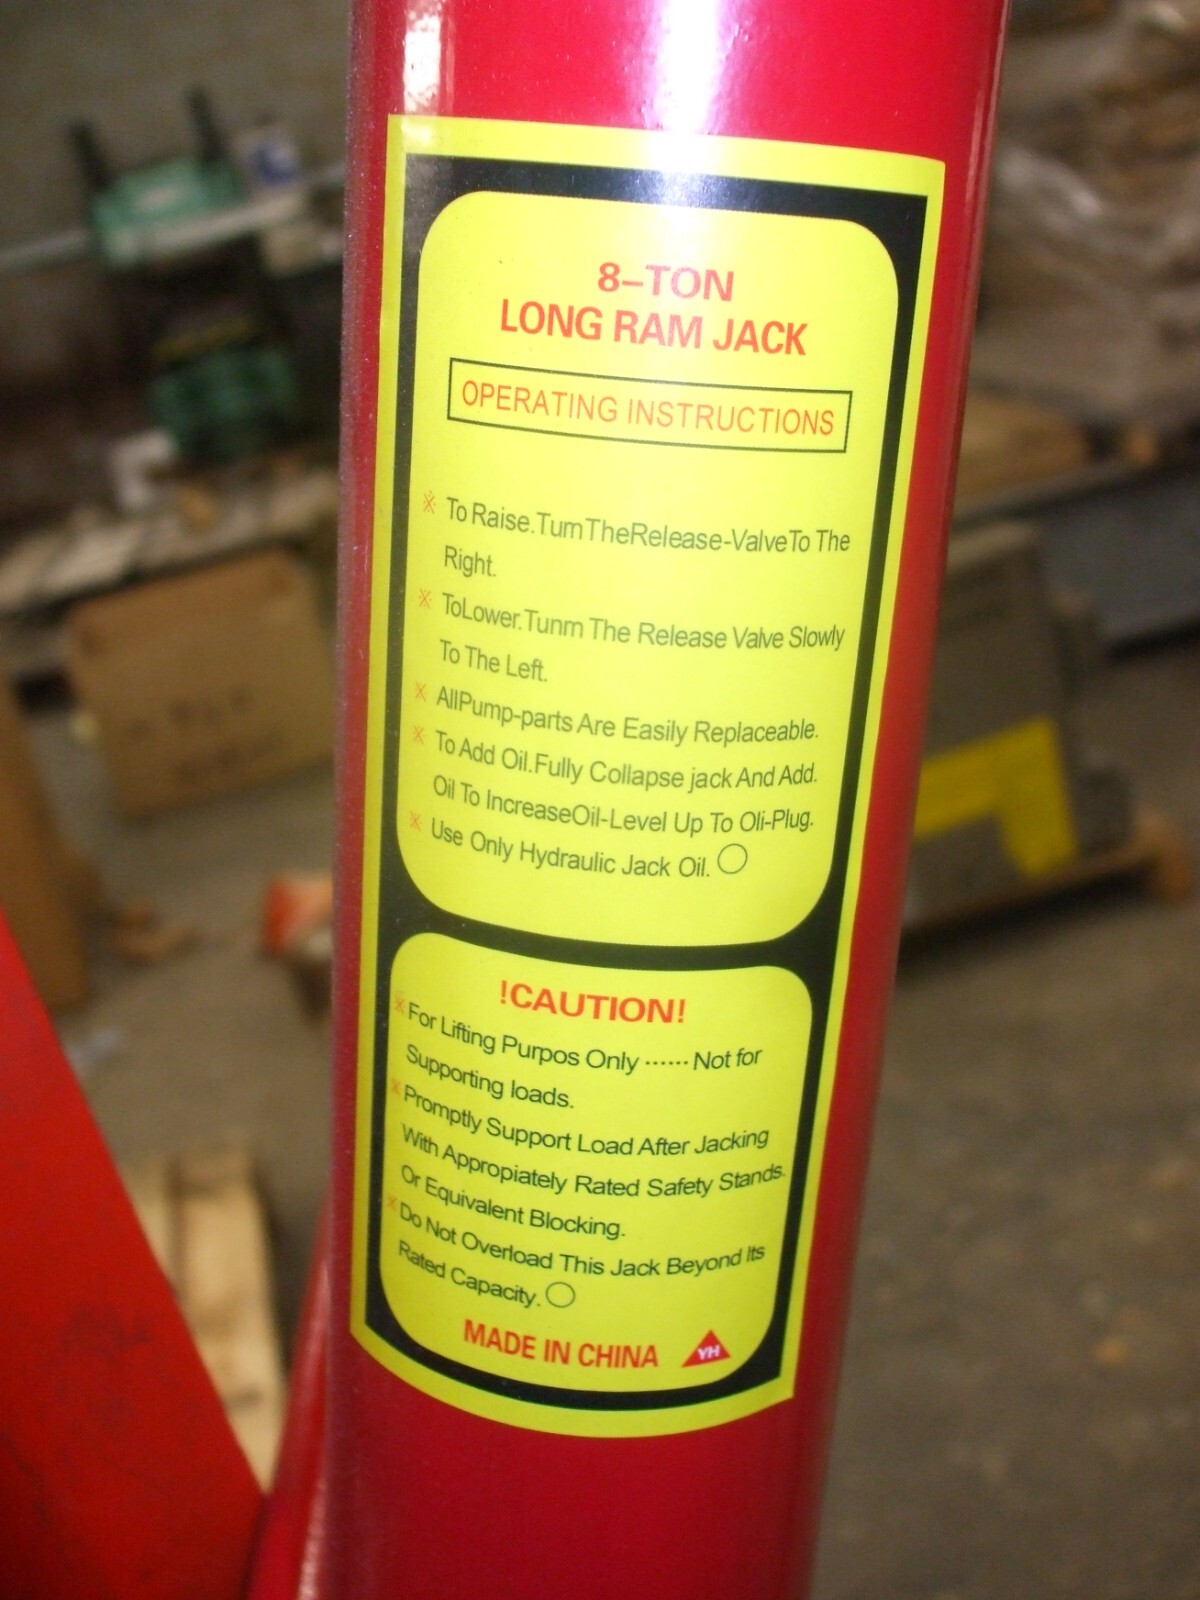 8-TON
LONG RAM JACK
OPERATING INSTRUCTIONS
※ To Raise.TurnTheRelease-ValveTo The
Right.
※ ToLower.Tunm The Release Valve Slowly
To The Left.
※ AllPump-parts Are Easily Replaceable.
※ To Add Oil.Fully Collapse jack And Add.
Oil To IncreaseOil-Level Up To Oli-Plug.
※ Use Only Hydraulic Jack Oil.○
!CAUTION!
※ For Lifting Purpos Only ······ Not for
Supporting loads.
※ Promptly Support Load After Jacking
With Appropiately Rated Safety Stands.
Or Equivalent Blocking.
※ Do Not Overload This Jack Beyond Its
Rated Capacity.○
MADE IN CHINA YH